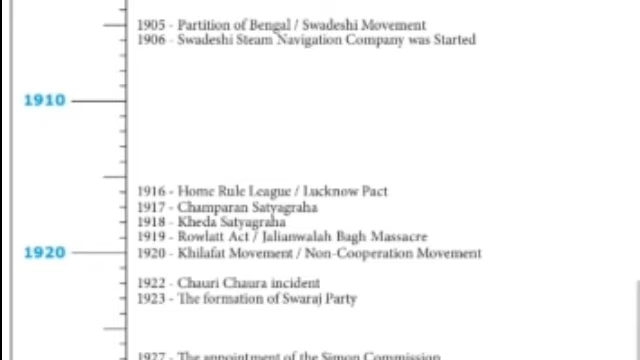 1905 - Partition of Bengal / Swadeshi Movement
1906 - Swadeshi Steam Navigation Company was Started
1910
1916 - Home Rule League / Lucknow Pact
1917 - Champaran Satyagraha
1918 - Kheda Satyagraha
1919 - Rowlatt Act / Jalianwalah Bagh Massacre
1920
1920 - Khilafat Movement / Non-Cooperation Movement
1922 - Chauri Chaura incident
1923 - The formation of Swaraj Party
1927 - The appointment of the Simon Commission